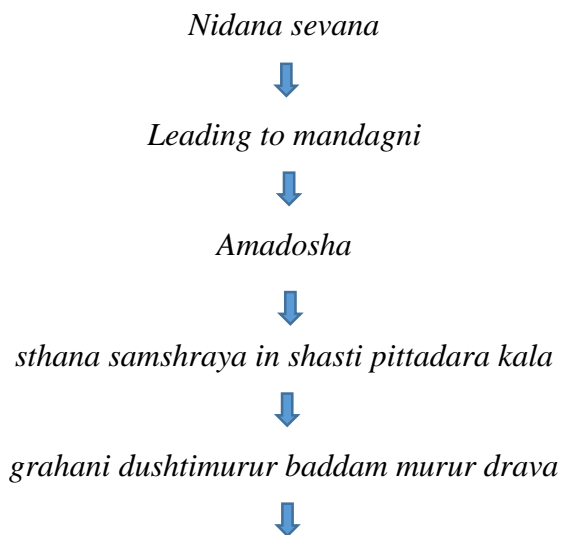 Nidana sevana
Leading to mandagni
Amadosha
sthana samshraya in shasti pittadara kala
grahani dushtimurur baddam murur drava